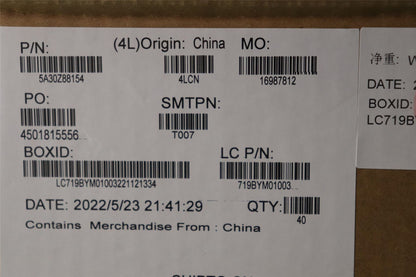 P/N:
(4L)Origin: China
MO:
5A30Z88154
4LCN
16987812
PO:
SMTPN:
4501815556
T007
BOXID:
LC P/N:
LC719BYM01003221121334
719BYM01003
DATE: 2022/5/23 21:41:29
QTY:
40
Contains Merchandise From : China
净重:
DATE:
BOXID:
LC719BY